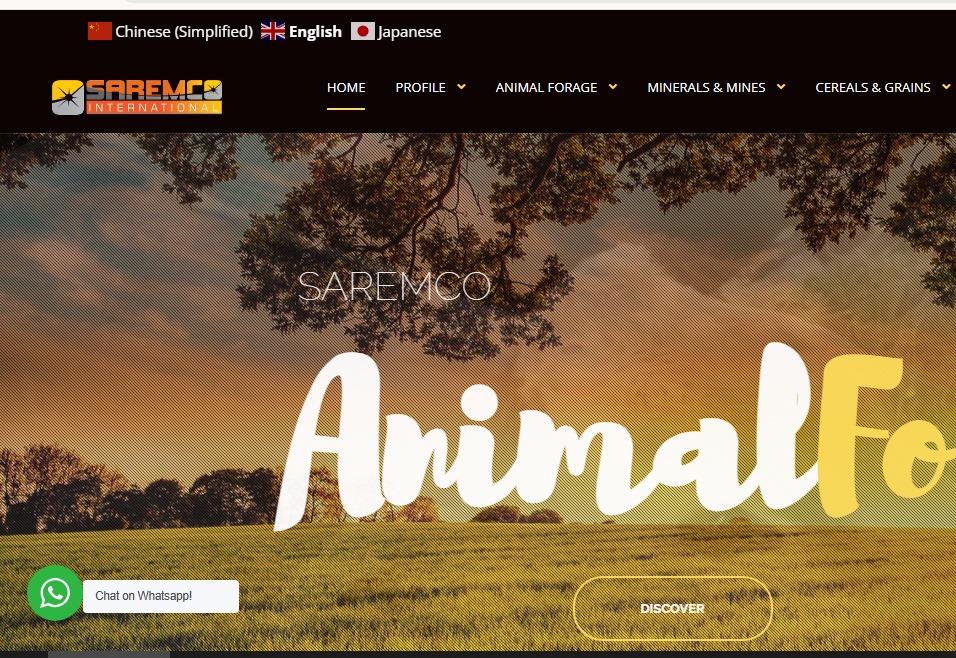 Chinese (Simplified) English Japanese
SAREMCO
INTERNATIONAL
HOME PROFILE ANIMAL FORAGE MINERALS & MINES CEREALS & GRAINS
SAREMCO
AnimalFo
Chat on Whatsapp!
DISCOVER